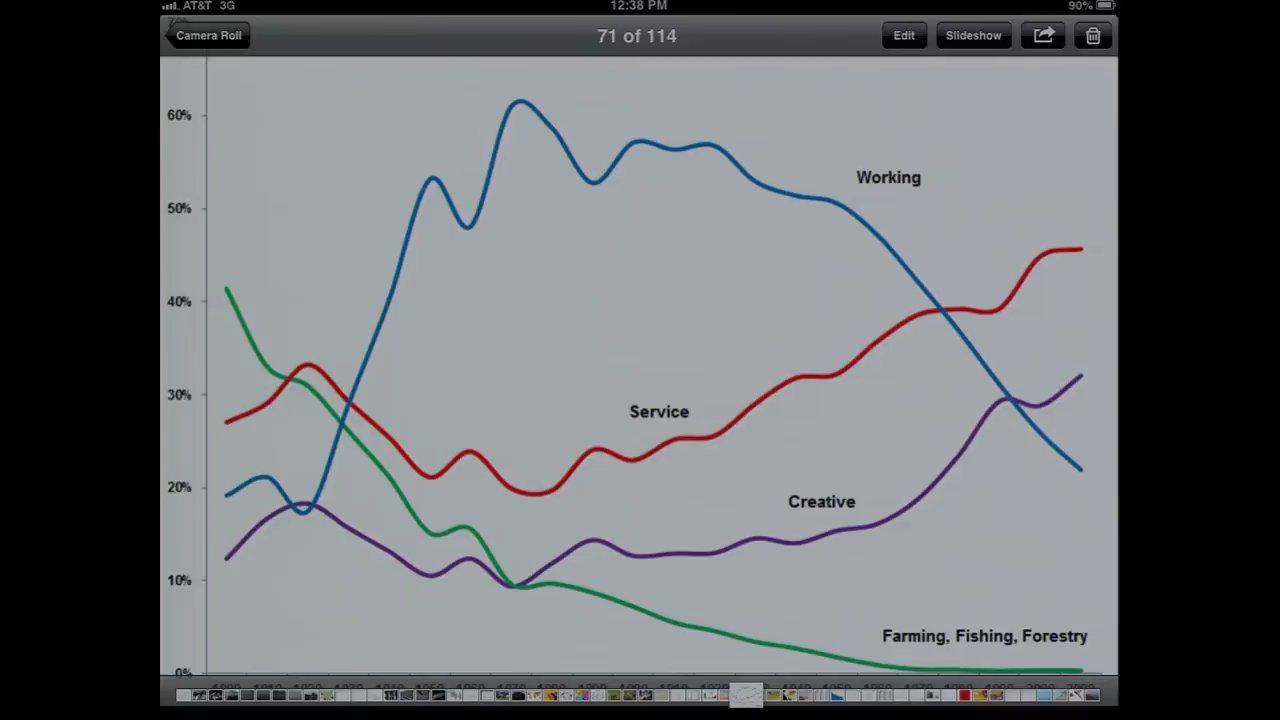 AT&T 3G 12:38 PM 90%
Camera Roll 71 of 114 Edit Slideshow
60%
Working
50%
40%
30%
Service
20%
Creative
10%
Farming, Fishing, Forestry
0%